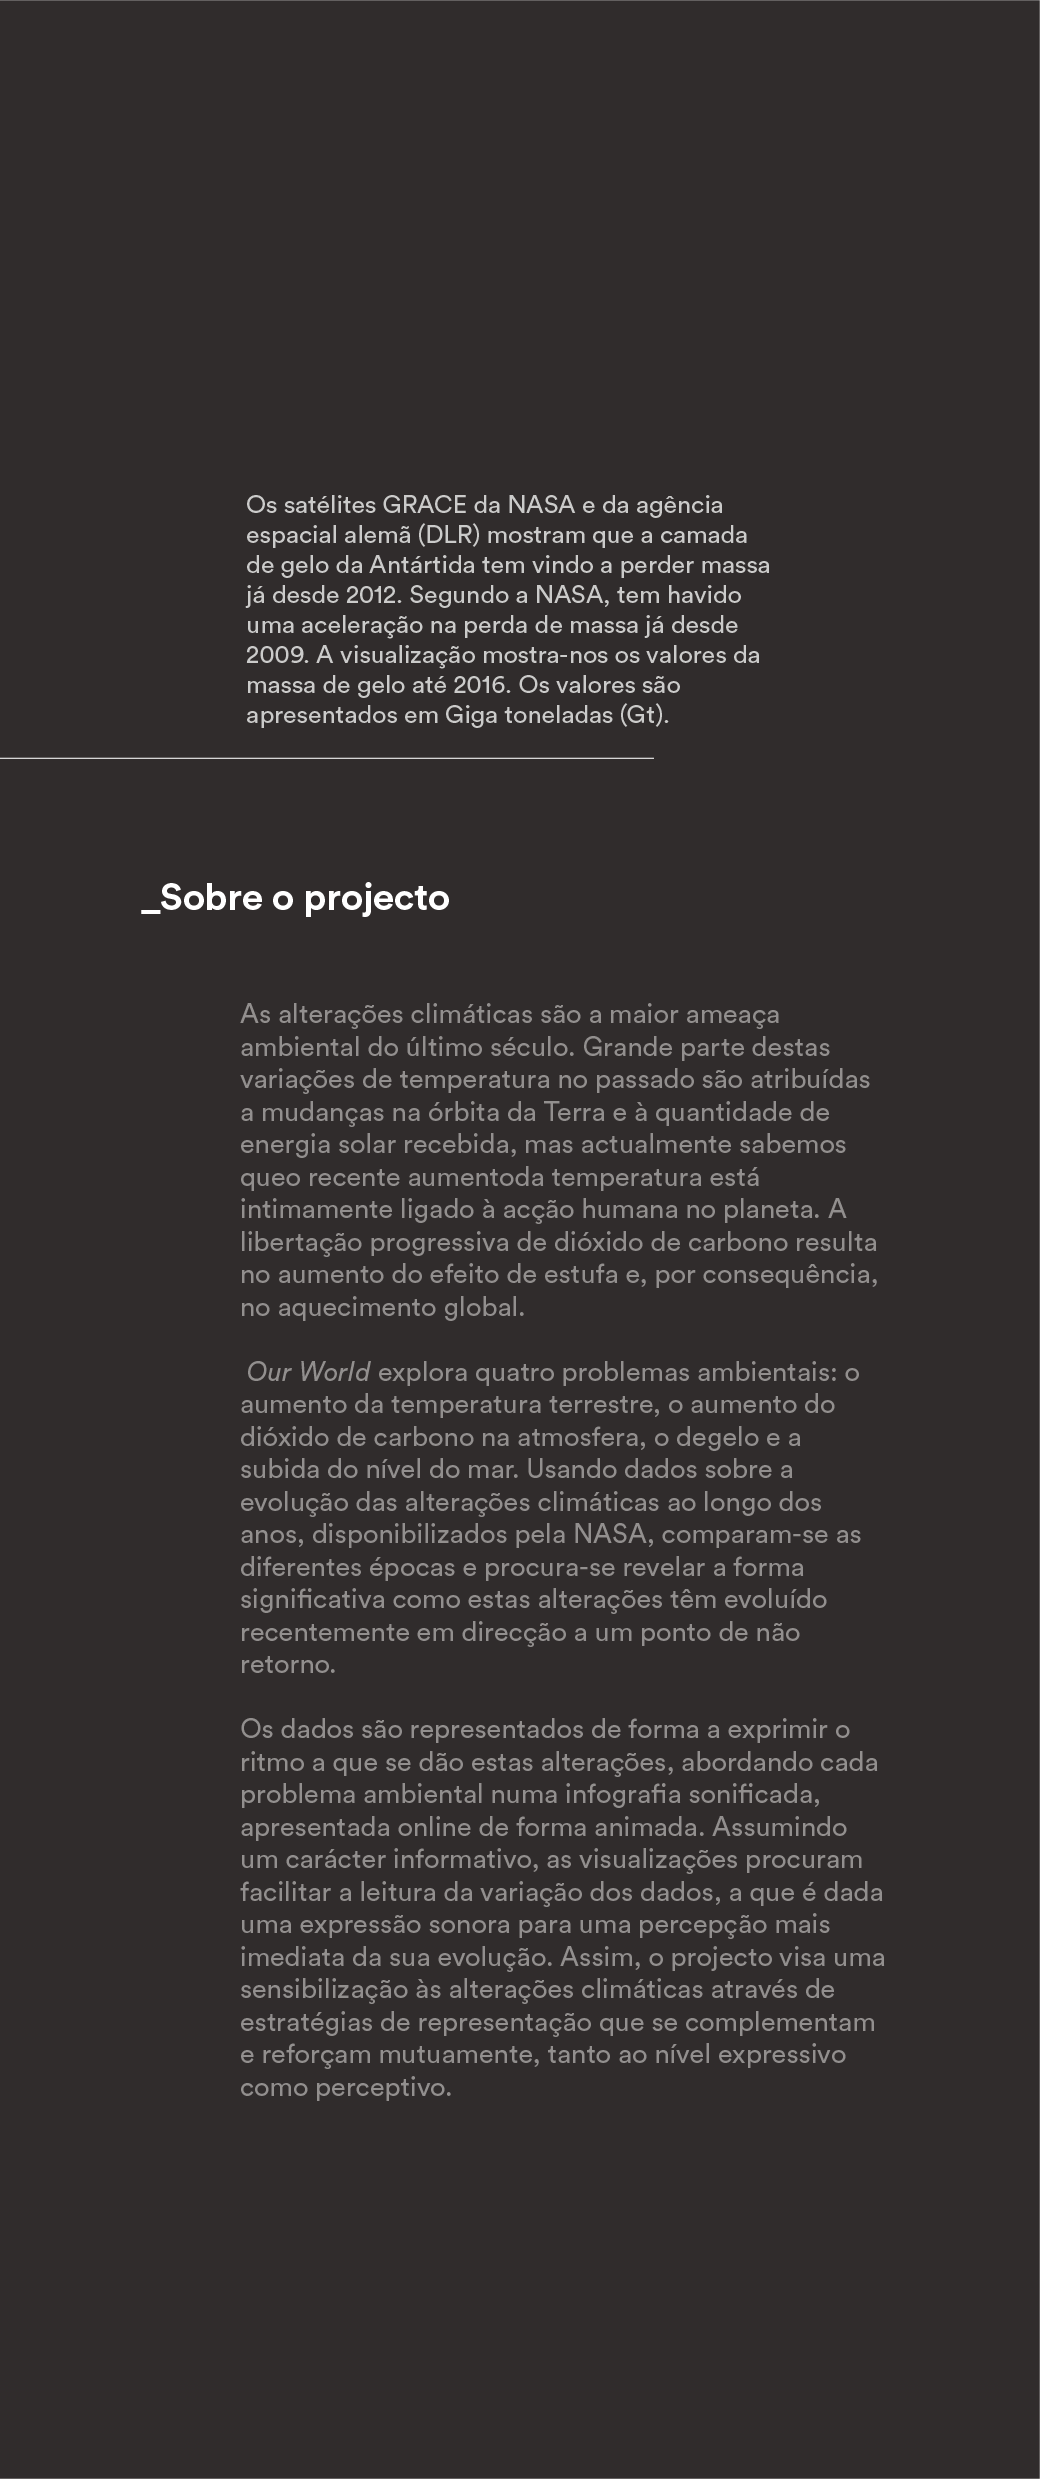 Os satélites GRACE da NASA e da agência
espacial alemã (DLR) mostram que a camada
de gelo da Antártida tem vindo a perder massa
já desde 2012. Segundo a NASA, tem havido
uma aceleração na perda de massa já desde
2009. A visualização mostra-nos os valores da
massa de gelo até 2016. Os valores são
apresentados em Giga toneladas (Gt).
_Sobre o projecto
As alterações climáticas são a maior ameaça
ambiental do último século. Grande parte destas
variações de temperatura no passado são atribuídas
a mudanças na órbita da Terra e à quantidade de
energia solar recebida, mas actualmente sabemos
queo recente aumentoda temperatura está
intimamente ligado à acção humana no planeta. A
libertação progressiva de dióxido de carbono resulta
no aumento do efeito de estufa e, por consequência,
no aquecimento global.
Our World explora quatro problemas ambientais: o
aumento da temperatura terrestre, o aumento do
dióxido de carbono na atmosfera, o degelo e a
subida do nível do mar. Usando dados sobre a
evolução das alterações climáticas ao longo dos
anos, disponibilizados pela NASA, comparam-se as
diferentes épocas e procura-se revelar a forma
significativa como estas alterações têm evoluído
recentemente em direcção a um ponto de não
retorno.
Os dados são representados de forma a exprimir o
ritmo a que se dão estas alterações, abordando cada
problema ambiental numa infografia sonificada,
apresentada online de forma animada. Assumindo
um carácter informativo, as visualizações procuram
facilitar a leitura da variação dos dados, a que é dada
uma expressão sonora para uma percepção mais
imediata da sua evolução. Assim, o projecto visa uma
sensibilização às alterações climáticas através de
estratégias de representação que se complementam
e reforçam mutuamente, tanto ao nível expressivo
como perceptivo.